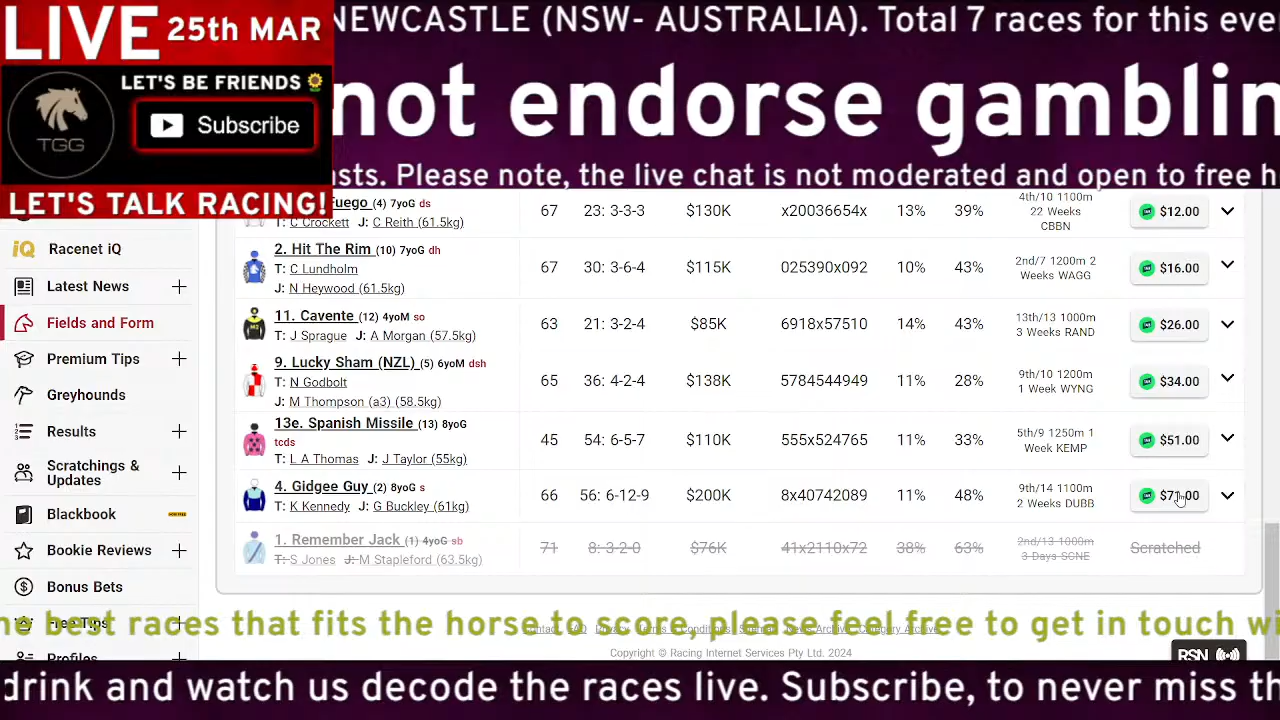 LIVE 25th MAR
NEWCASTLE (NSW- AUSTRALIA). Total 7 races for this eve
LET'S BE FRIENDS
Subscribe
TGG
not endorse gamblin
LET'S TALK RACING!
asts. Please note, the live chat is not moderated and open to free h
Fuego (4) 7yoG ds
T: C Crockett J: C Reith (61.5kg)
67 23: 3-3-3 $130K x20036654x 13% 39%
4th/10 1100m
22 Weeks
CBBN
$12.00
2. Hit The Rim (10) 7yoG dh
T: C Lundholm
J: N Heywood (61.5kg)
67 30: 3-6-4 $115K 025390x092 10% 43%
2nd/7 1200m 2
Weeks WAGG
$16.00
11. Cavente (12) 4yoM so
T: J Sprague J: A Morgan (57.5kg)
63 21: 3-2-4 $85K 6918x57510 14% 43%
13th/13 1000m
3 Weeks RAND
$26.00
9. Lucky Sham (NZL) (5) 6yoM dsh
T: N Godbolt
J: M Thompson (a3) (58.5kg)
65 36: 4-2-4 $138K 5784544949 11% 28%
9th/10 1200m
1 Week WYNG
$34.00
13e. Spanish Missile (13) 8yoG
tcds
T: L A Thomas J: J Taylor (55kg)
45 54: 6-5-7 $110K 555x524765 11% 33%
5th/9 1250m 1
Week KEMP
$51.00
4. Gidgee Guy (2) 8yoG s
T: K Kennedy J: G Buckley (61kg)
66 56: 6-12-9 $200K 8x40742089 11% 48%
9th/14 1100m
2 Weeks DUBB
1. Remember Jack (1) 4yoG sb
T: S Jones J: M Stapleford (63.5kg)
71 8: 3-2-0 $76K 41x2110x72 38% 63%
2nd/13 1000m
3 Days SCNE
Scratched
iQ Racenet iQ
Latest News
Fields and Form
Premium Tips
Greyhounds
Results
Scratchings &
Updates
Blackbook
Bookie Reviews
Bonus Bets
Free Tips
Profiles
he best races that fits the horse to score, please feel free to get in touch wi
Copyright © Racing Internet Services Pty Ltd. 2024
RSN
drink and watch us decode the races live. Subscribe, to never miss th